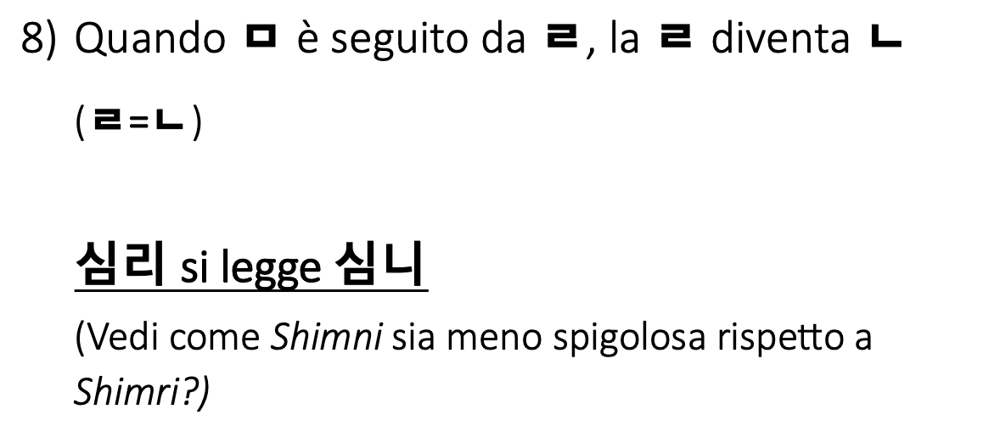 8) Quando ㅁ è seguito da ㄹ, la ㄹ diventa ㄴ
(ㄹ=ㄴ)
심리 si legge 심니
(Vedi come Shimni sia meno spigolosa rispetto a
Shimri?)